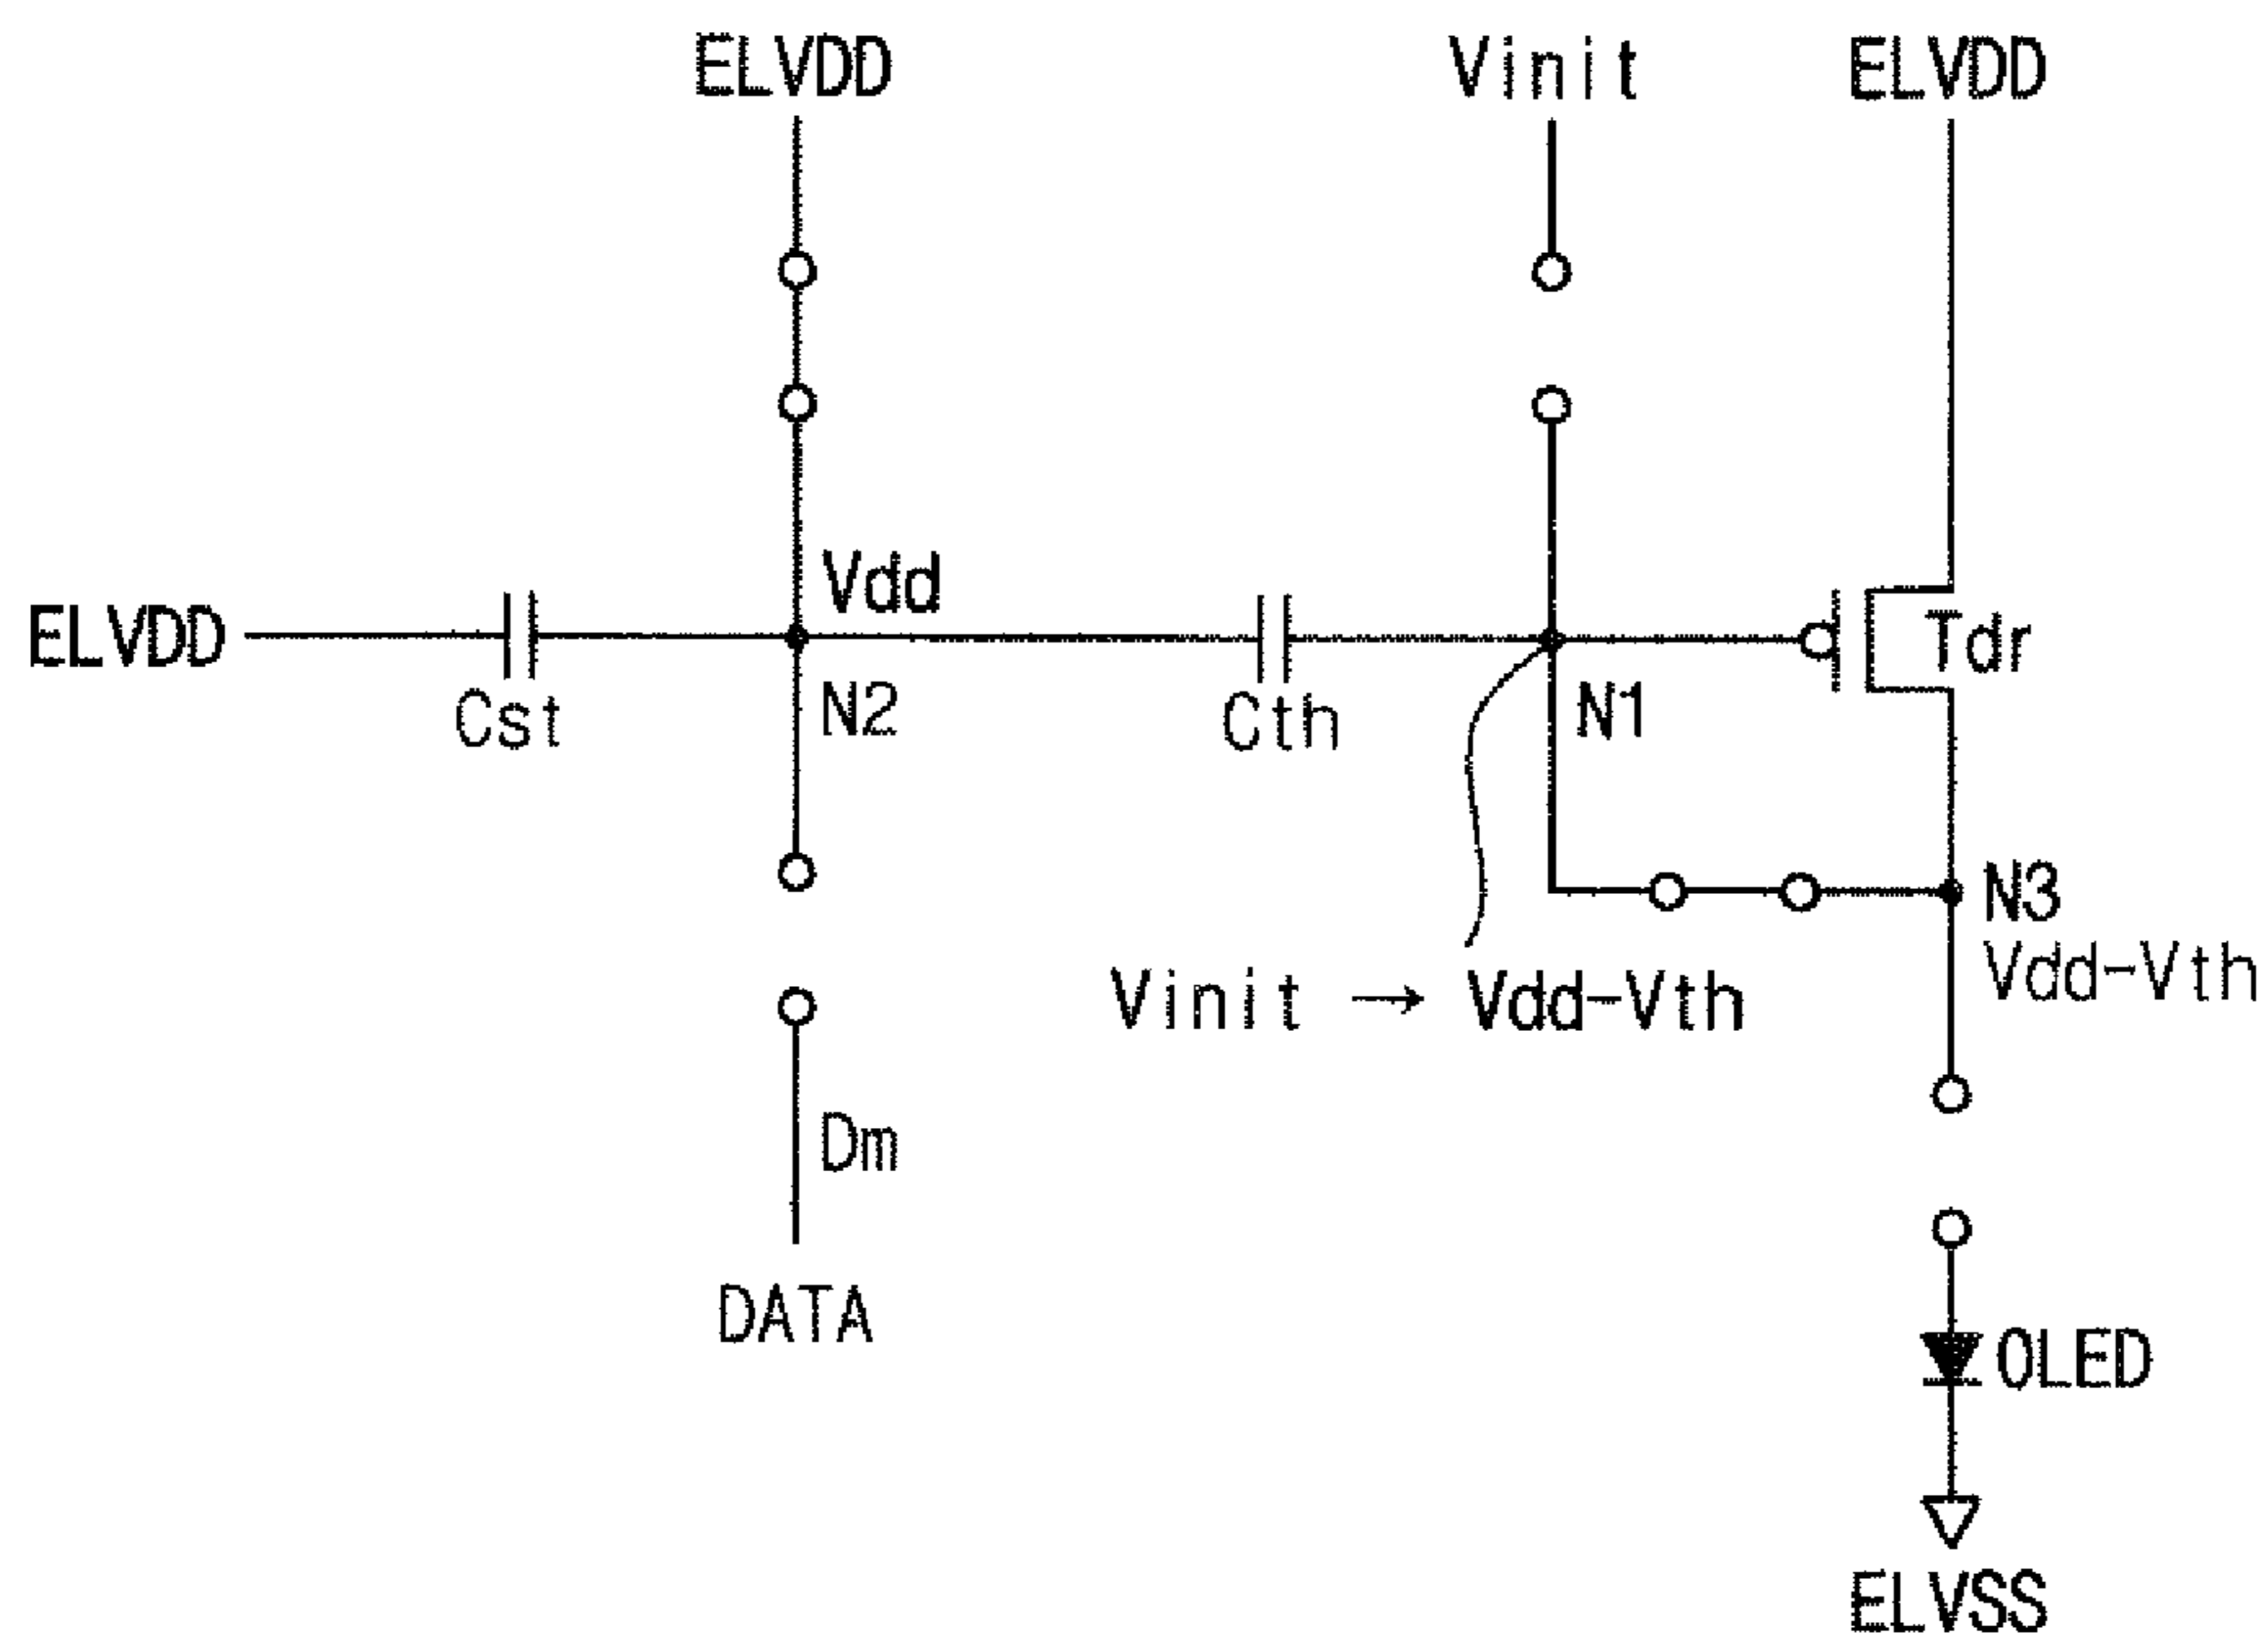 ELVDD
Vinit
ELVDD
Vdd
ELVDD
Tdr
Cst
N2
Cth
N1
N3
Vdd-Vth
Vinit → Vdd-Vth
Dm
DATA
OLED
ELVSS